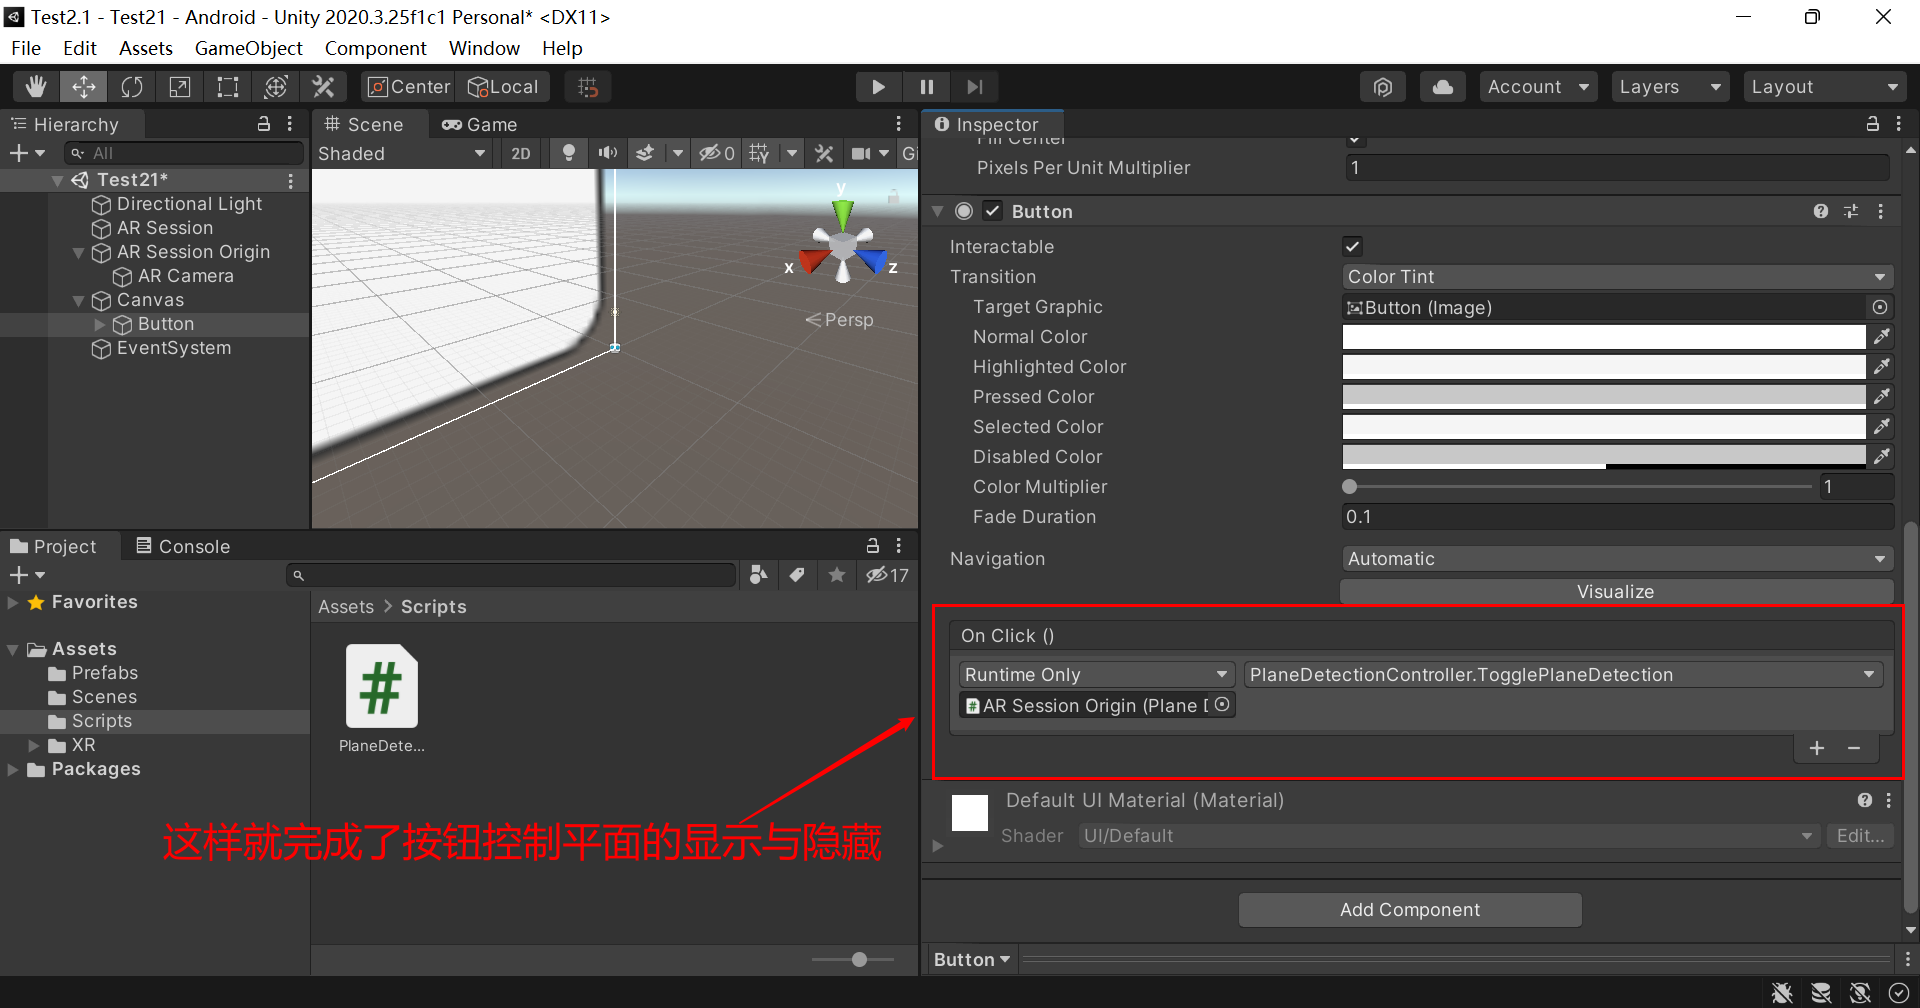 Test2.1 - Test21 - Android - Unity 2020.3.25f1c1 Personal* <DX11>
File Edit Assets GameObject Component Window Help
Center Local Account Layers Layout
Hierarchy
All
Test21*
Directional Light
AR Session
AR Session Origin
AR Camera
Canvas
Button
EventSystem
Scene Game
Shaded 2D 0 Gi
y
x z
Persp
Project Console
17
Favorites
Assets
Prefabs
Scenes
Scripts
XR
Packages
Assets > Scripts
PlaneDete...
这样就完成了按钮控制平面的显示与隐藏
Inspector
Fill Center
Pixels Per Unit Multiplier 1
Button
Interactable
Transition Color Tint
Target Graphic Button (Image)
Normal Color
Highlighted Color
Pressed Color
Selected Color
Disabled Color
Color Multiplier 1
Fade Duration 0.1
Navigation Automatic
Visualize
On Click ()
Runtime Only PlaneDetectionController.TogglePlaneDetection
AR Session Origin (Plane D
+ −
Default UI Material (Material)
Shader UI/Default Edit...
Add Component
Button